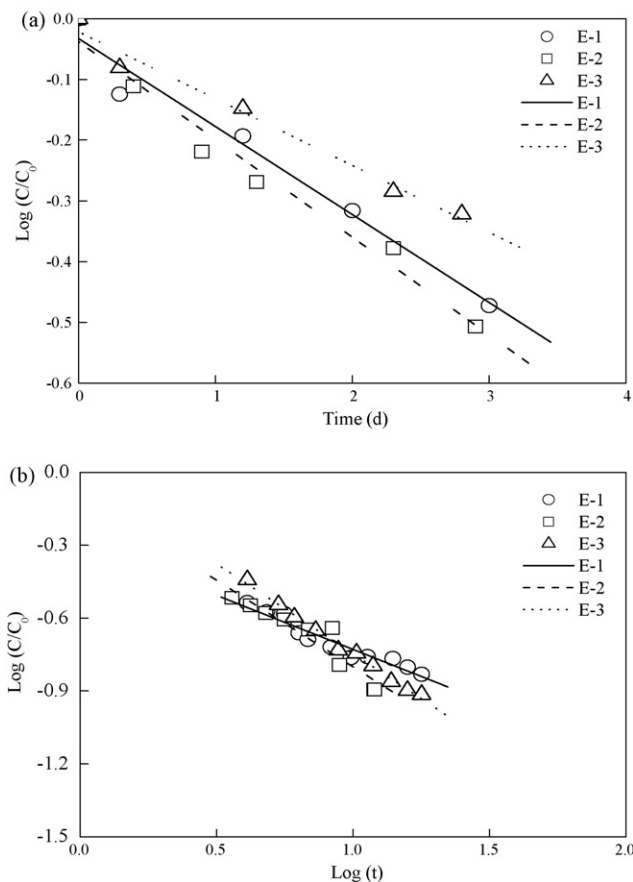 (a)
0.0
-0.1
-0.2
-0.3
-0.4
-0.5
-0.6
Log (C/C₀)
E-1
E-2
E-3
E-1
E-2
E-3
0 1 2 3 4
Time (d)
(b)
0.0
-0.3
-0.6
-0.9
-1.2
-1.5
Log (C/C₀)
E-1
E-2
E-3
E-1
E-2
E-3
0.0 0.5 1.0 1.5 2.0
Log (t)